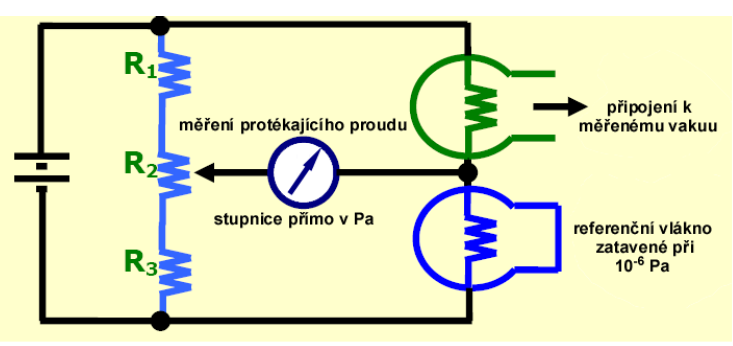 R₁
měření protékajícího proudu
R₂
stupnice přímo v Pa
R₃
připojení k
měřenému vakuu
referenční vlákno
zatavené při
10⁻⁶ Pa